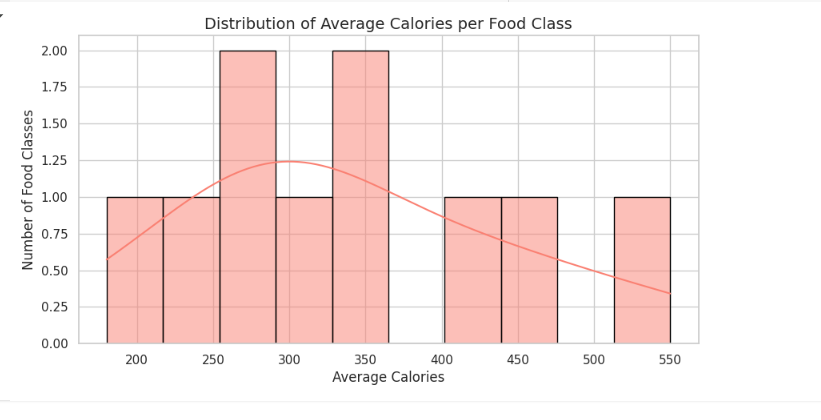 Distribution of Average Calories per Food Class
2.00
1.75
1.50
1.25
1.00
0.75
0.50
0.25
0.00
Number of Food Classes
200 250 300 350 400 450 500 550
Average Calories